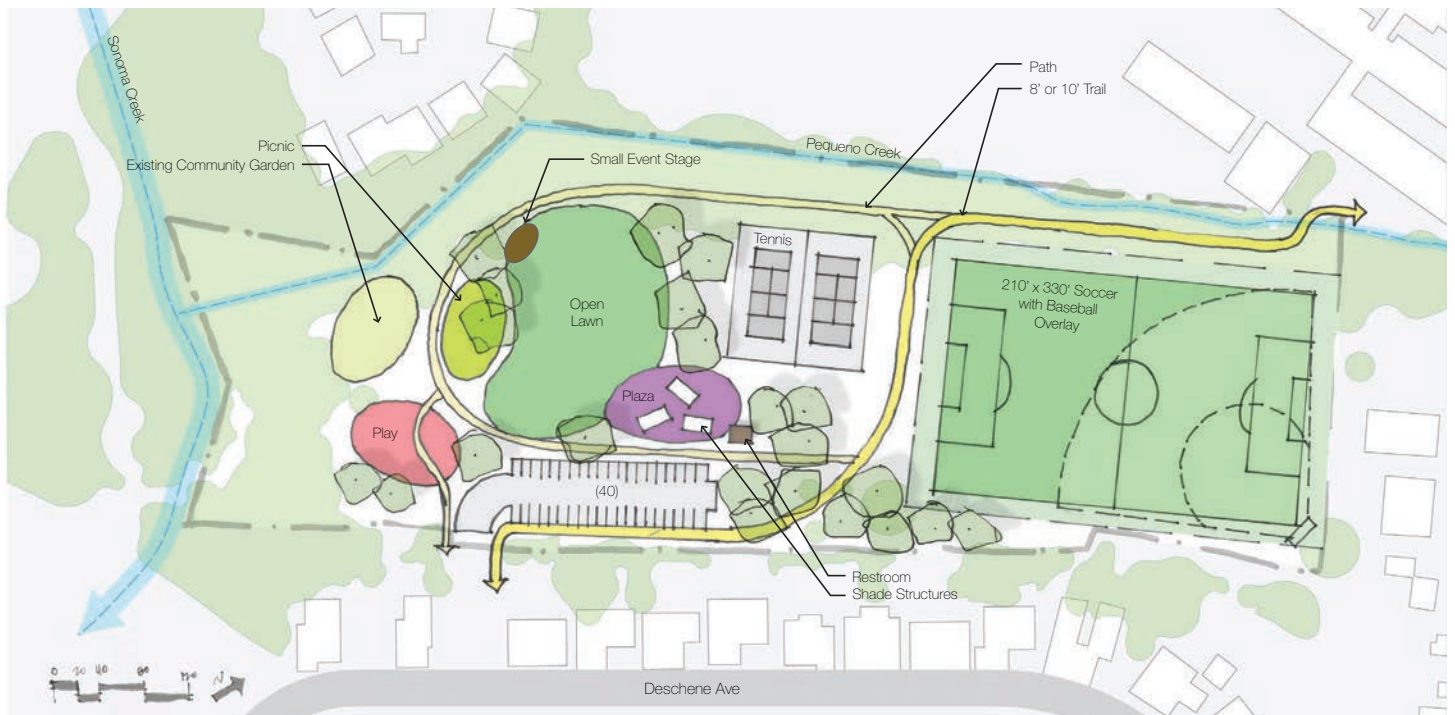 Sonoma Creek
Path
8' or 10' Trail
Picnic
Existing Community Garden
Small Event Stage
Pequeno Creek
Tennis
Open
Lawn
210' x 330' Soccer
with Baseball
Overlay
Plaza
Play
(40)
Restroom
Shade Structures
Deschene Ave
0
N